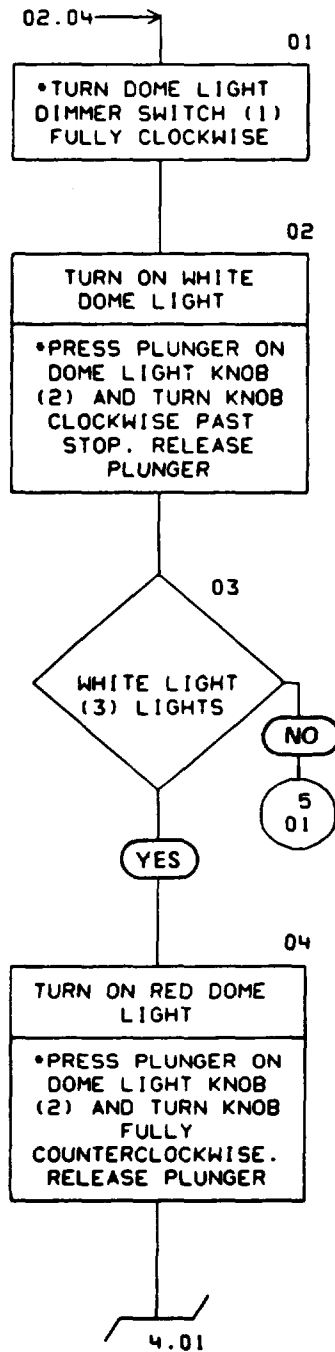 02.04
01
•TURN DOME LIGHT
DIMMER SWITCH (1)
FULLY CLOCKWISE
02
TURN ON WHITE
DOME LIGHT
•PRESS PLUNGER ON
DOME LIGHT KNOB
(2) AND TURN KNOB
CLOCKWISE PAST
STOP. RELEASE
PLUNGER
03
WHITE LIGHT
(3) LIGHTS
NO
5
01
YES
04
TURN ON RED DOME
LIGHT
•PRESS PLUNGER ON
DOME LIGHT KNOB
(2) AND TURN KNOB
FULLY
COUNTERCLOCKWISE.
RELEASE PLUNGER
4.01